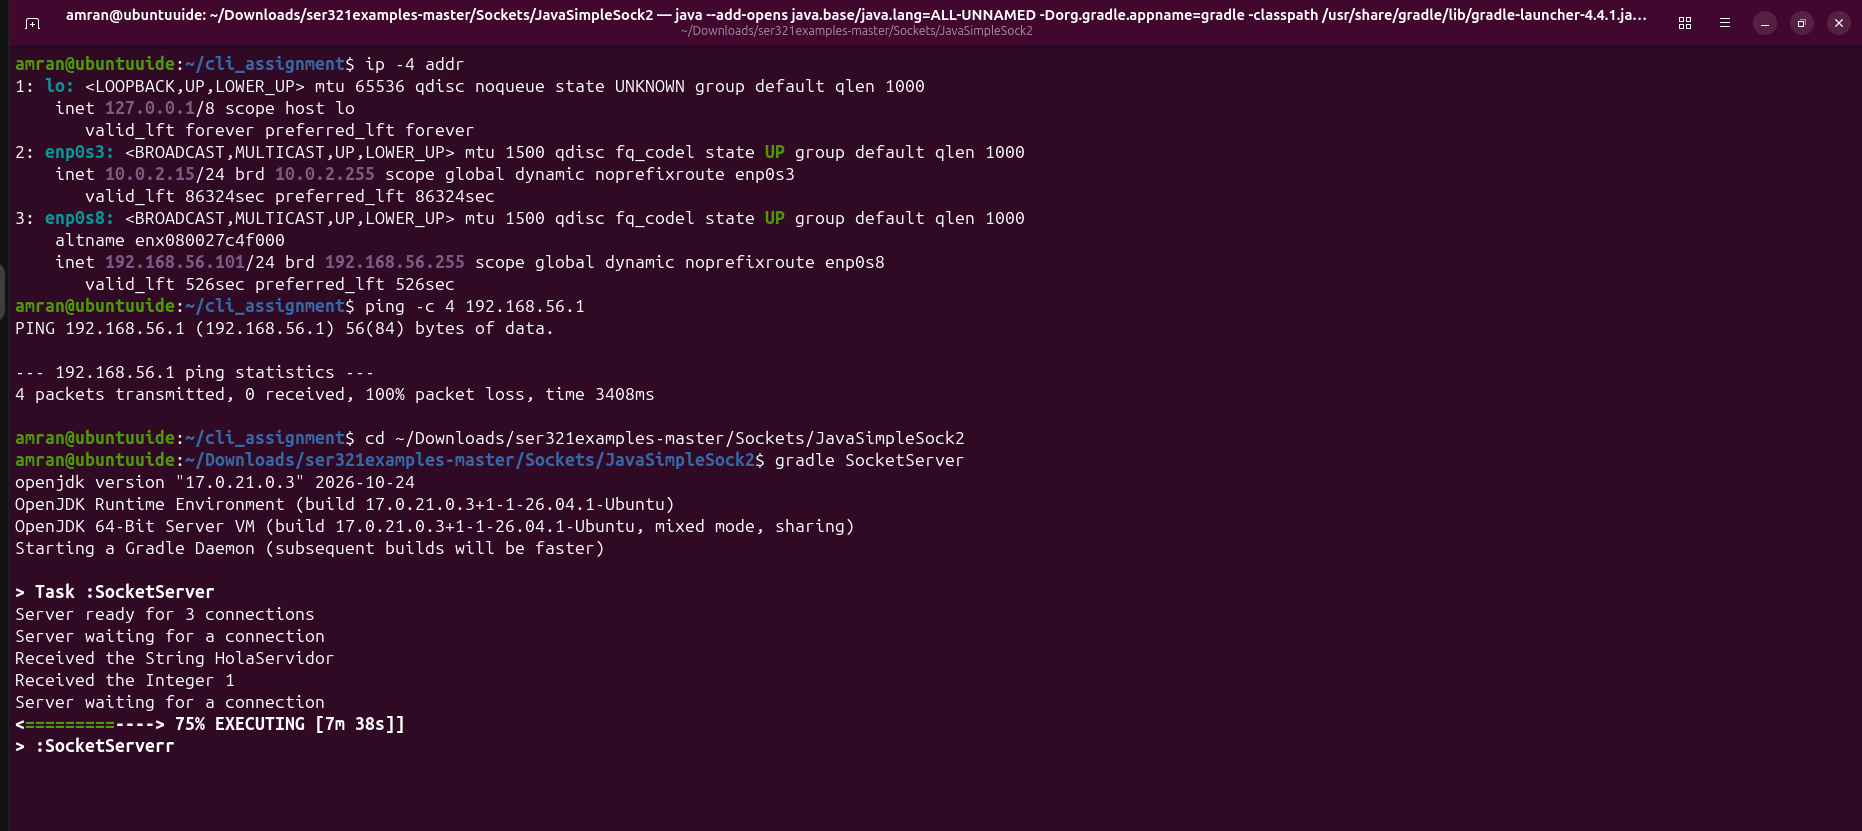 amran@ubuntuuide: ~/Downloads/ser321examples-master/Sockets/JavaSimpleSock2 — java --add-opens java.base/java.lang=ALL-UNNAMED -Dorg.gradle.appname=gradle -classpath /usr/share/gradle/lib/gradle-launcher-4.4.1.ja…
~/Downloads/ser321examples-master/Sockets/JavaSimpleSock2
amran@ubuntuuide:~/cli_assignment$ ip -4 addr
1: lo: <LOOPBACK,UP,LOWER_UP> mtu 65536 qdisc noqueue state UNKNOWN group default qlen 1000
    inet 127.0.0.1/8 scope host lo
       valid_lft forever preferred_lft forever
2: enp0s3: <BROADCAST,MULTICAST,UP,LOWER_UP> mtu 1500 qdisc fq_codel state UP group default qlen 1000
    inet 10.0.2.15/24 brd 10.0.2.255 scope global dynamic noprefixroute enp0s3
       valid_lft 86324sec preferred_lft 86324sec
3: enp0s8: <BROADCAST,MULTICAST,UP,LOWER_UP> mtu 1500 qdisc fq_codel state UP group default qlen 1000
    altname enx080027c4f000
    inet 192.168.56.101/24 brd 192.168.56.255 scope global dynamic noprefixroute enp0s8
       valid_lft 526sec preferred_lft 526sec
amran@ubuntuuide:~/cli_assignment$ ping -c 4 192.168.56.1
PING 192.168.56.1 (192.168.56.1) 56(84) bytes of data.
--- 192.168.56.1 ping statistics ---
4 packets transmitted, 0 received, 100% packet loss, time 3408ms
amran@ubuntuuide:~/cli_assignment$ cd ~/Downloads/ser321examples-master/Sockets/JavaSimpleSock2
amran@ubuntuuide:~/Downloads/ser321examples-master/Sockets/JavaSimpleSock2$ gradle SocketServer
openjdk version "17.0.21.0.3" 2026-10-24
OpenJDK Runtime Environment (build 17.0.21.0.3+1-1-26.04.1-Ubuntu)
OpenJDK 64-Bit Server VM (build 17.0.21.0.3+1-1-26.04.1-Ubuntu, mixed mode, sharing)
Starting a Gradle Daemon (subsequent builds will be faster)
> Task :SocketServer
Server ready for 3 connections
Server waiting for a connection
Received the String HolaServidor
Received the Integer 1
Server waiting for a connection
<=========----> 75% EXECUTING [7m 38s]]
> :SocketServerr